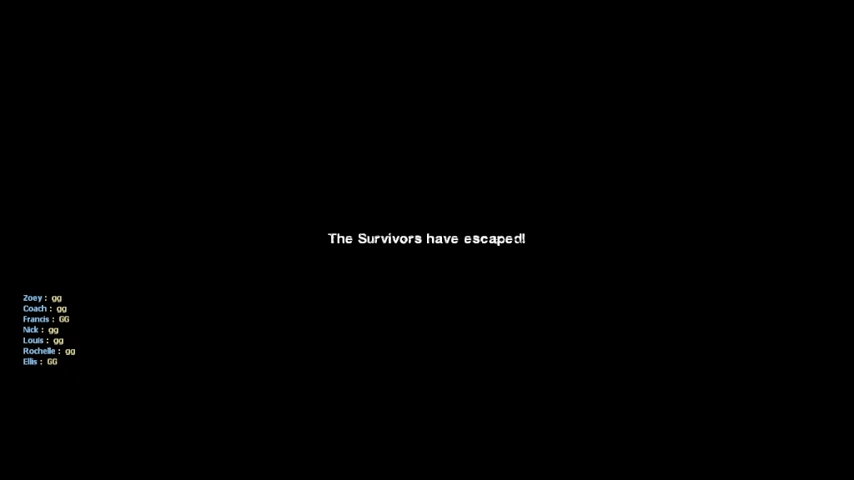 The Survivors have escaped!
Zoey : gg
Coach : gg
Francis : GG
Nick : gg
Louis : gg
Rochelle : gg
Ellis : GG